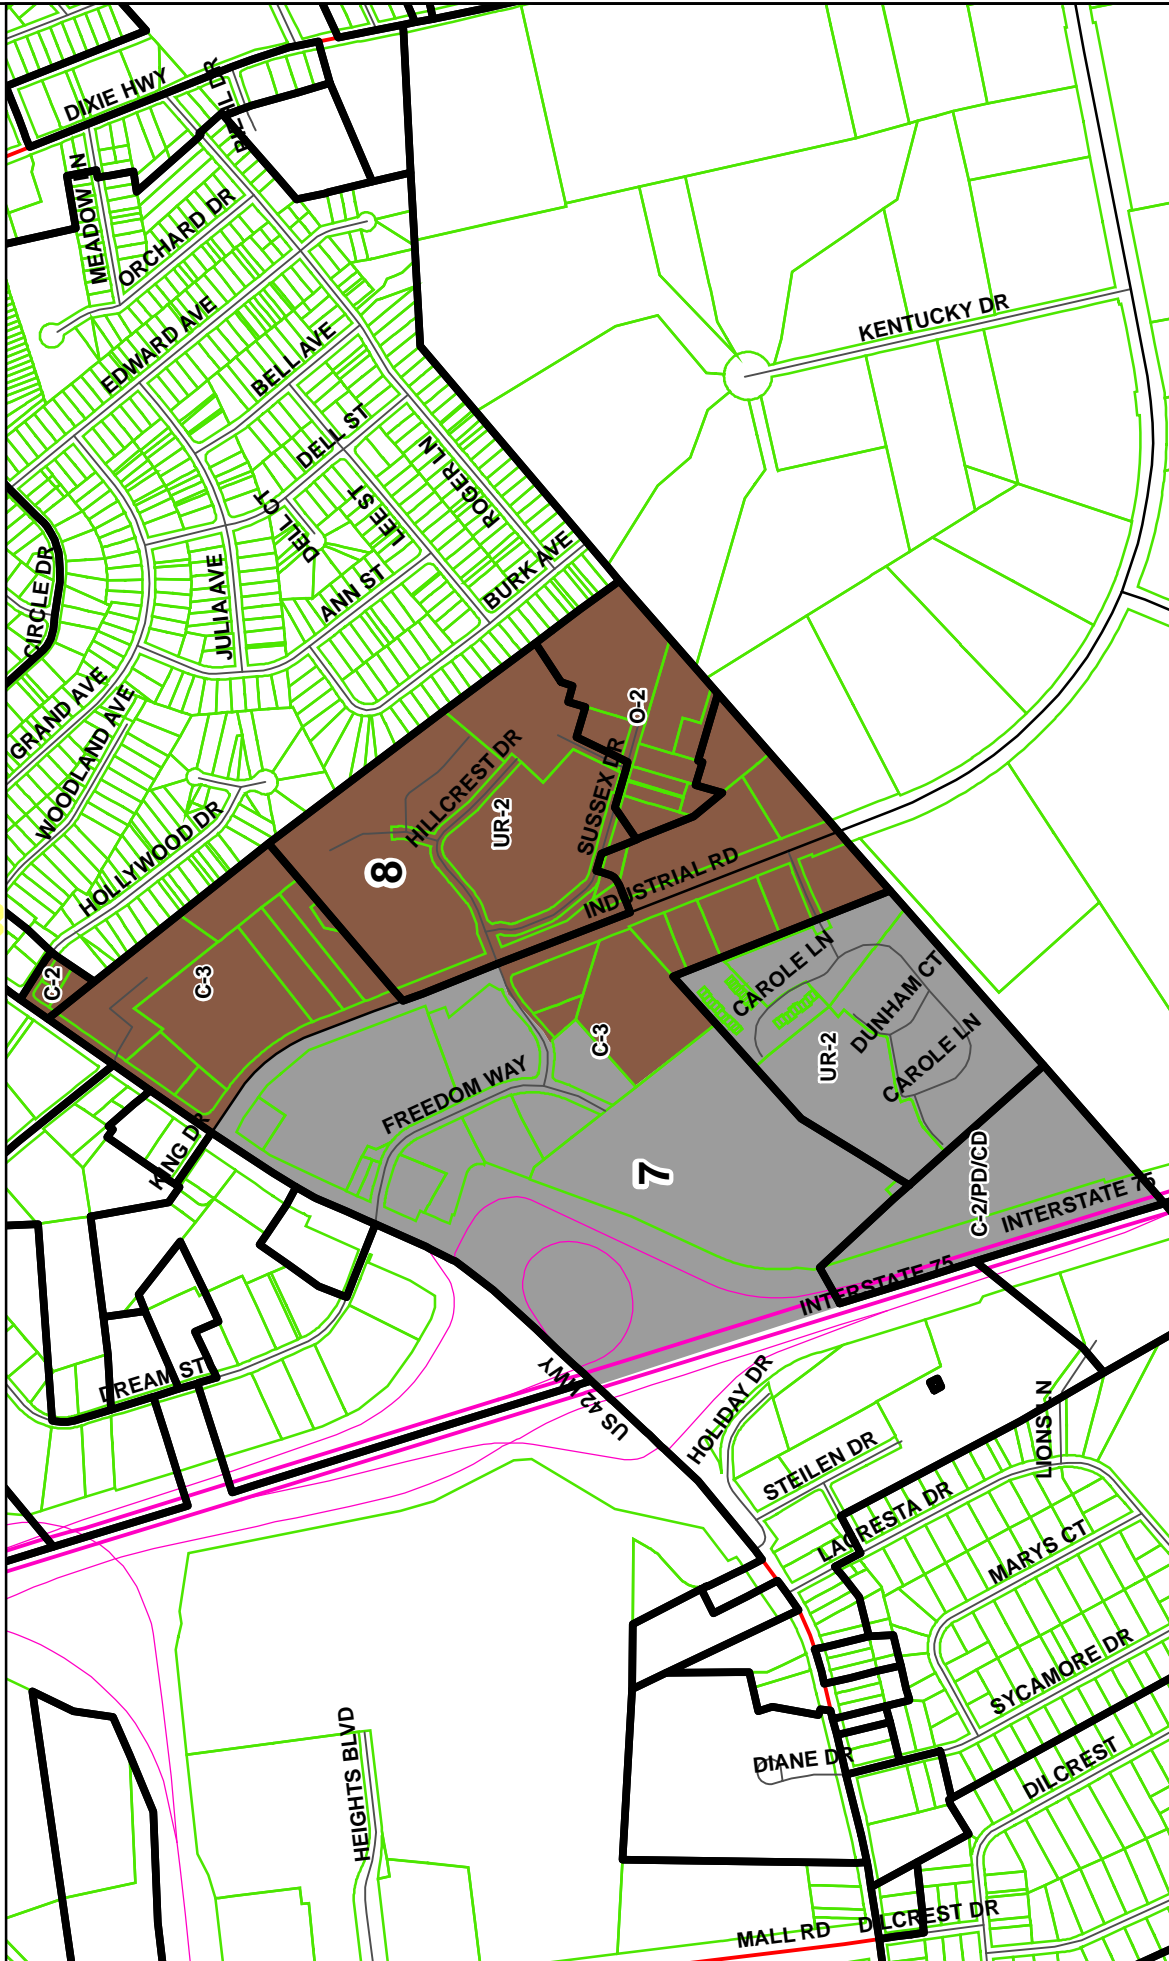 DIXIE HWY
MEADOW LN
ORCHARD DR
EDWARD AVE
BELL AVE
KENTUCKY DR
DELL ST
ROGER LN
DELL CT
LEE ST
CIRCLE DR
JULIA AVE
ANN ST
BURK AVE
GRAND AVE
WOODLAND AVE
HOLLYWOOD DR
HILLCREST DR
O-2
UR-2
SUSSEX DR
8
INDUSTRIAL RD
C-2
C-3
CAROLE LN
DUNHAM CT
C-3
UR-2
CAROLE LN
FREEDOM WAY
KING DR
7
C-2/PD/CD
INTERSTATE 75
INTERSTATE 75
DREAM ST
US 42 HWY
HOLIDAY DR
LIONS LN
STEILEN DR
LACRESTA DR
MARYS CT
SYCAMORE DR
HEIGHTS BLVD
DIANE DR
DILCREST
MALL RD
DILCREST DR